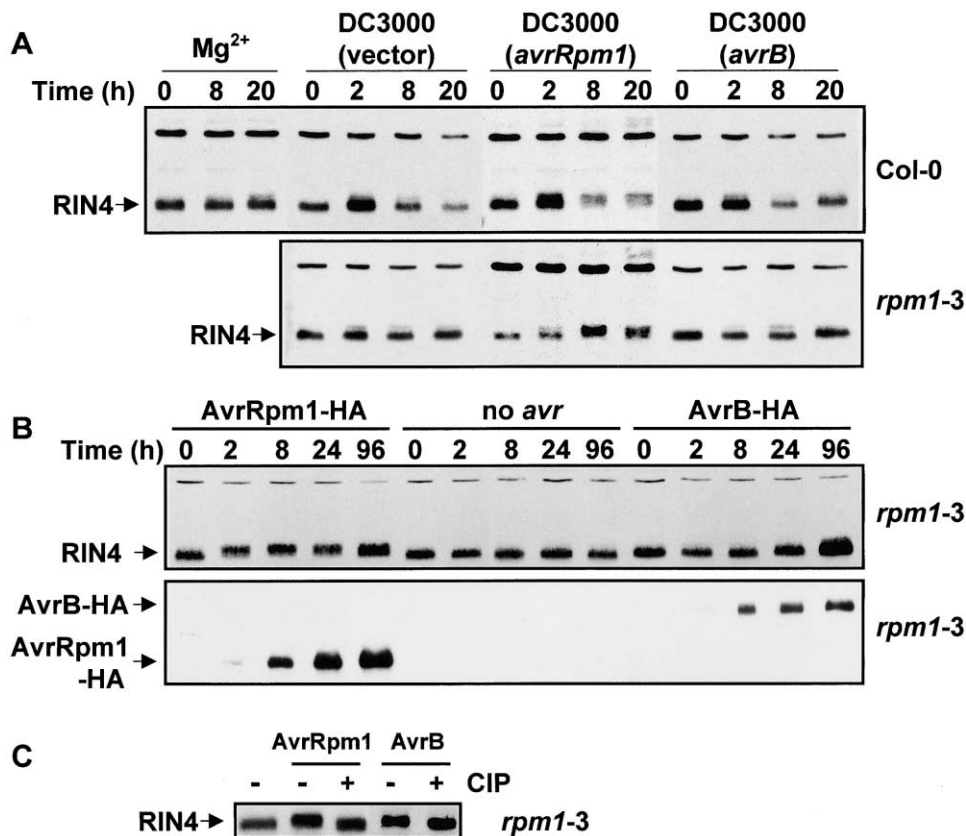 A
Mg2+
DC3000 (vector)
DC3000 (avrRpm1)
DC3000 (avrB)
Time (h) 0 8 20 0 2 8 20 0 2 8 20 0 2 8 20
Col-0
RIN4
rpm1-3
RIN4
B
AvrRpm1-HA no avr AvrB-HA
Time (h) 0 2 8 24 96 0 2 8 24 96 0 2 8 24 96
rpm1-3
RIN4
AvrB-HA
rpm1-3
AvrRpm1
-HA
C
AvrRpm1 AvrB
- - + - + CIP
RIN4 rpm1-3